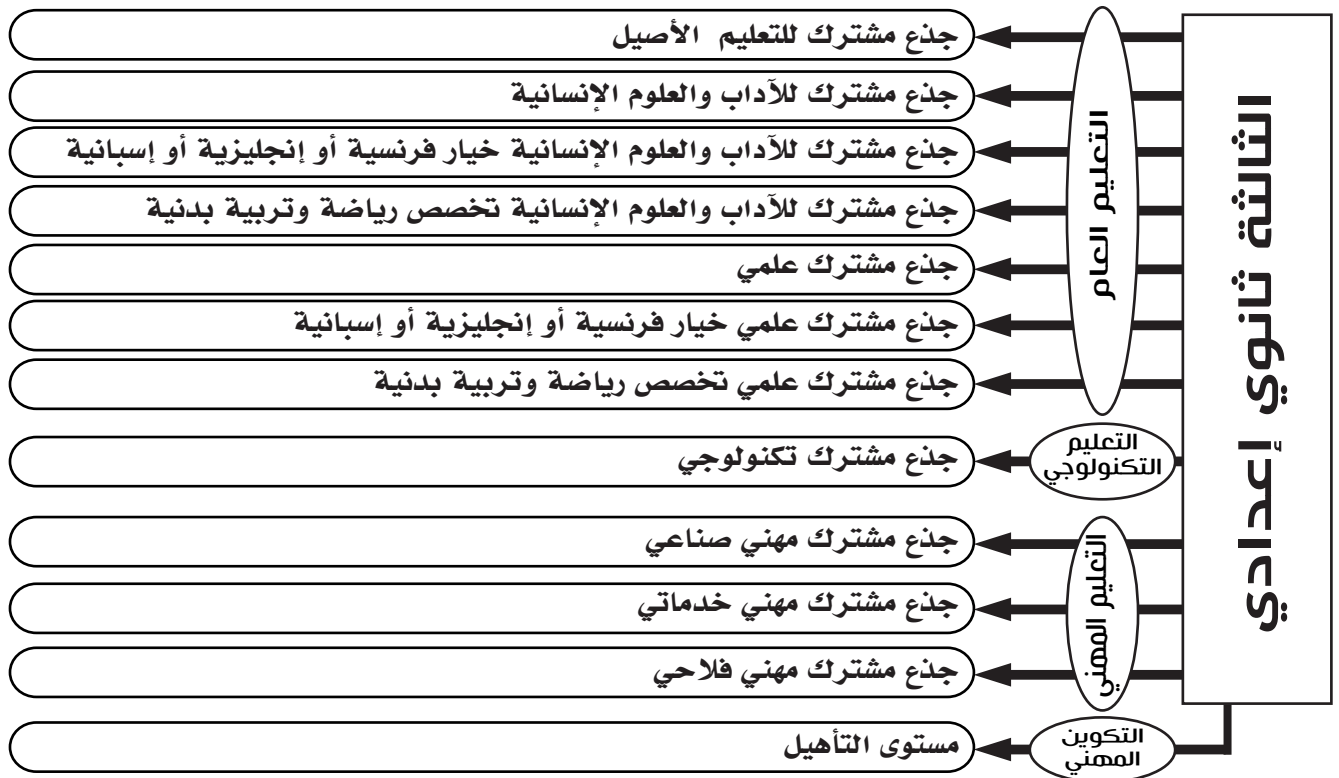 الثالثة ثانوي إعدادي
التعليم العام
جذع مشترك للتعليم الأصيل
جذع مشترك للآداب والعلوم الإنسانية
جذع مشترك للآداب والعلوم الإنسانية خيار فرنسية أو إنجليزية أو إسبانية
جذع مشترك للآداب والعلوم الإنسانية تخصص رياضة وتربية بدنية
جذع مشترك علمي
جذع مشترك علمي خيار فرنسية أو إنجليزية أو إسبانية
جذع مشترك علمي تخصص رياضة وتربية بدنية
التعليم
التكنولوجي
جذع مشترك تكنولوجي
التعليم المهني
جذع مشترك مهني صناعي
جذع مشترك مهني خدماتي
جذع مشترك مهني فلاحي
التكوين
المهني
مستوى التأهيل